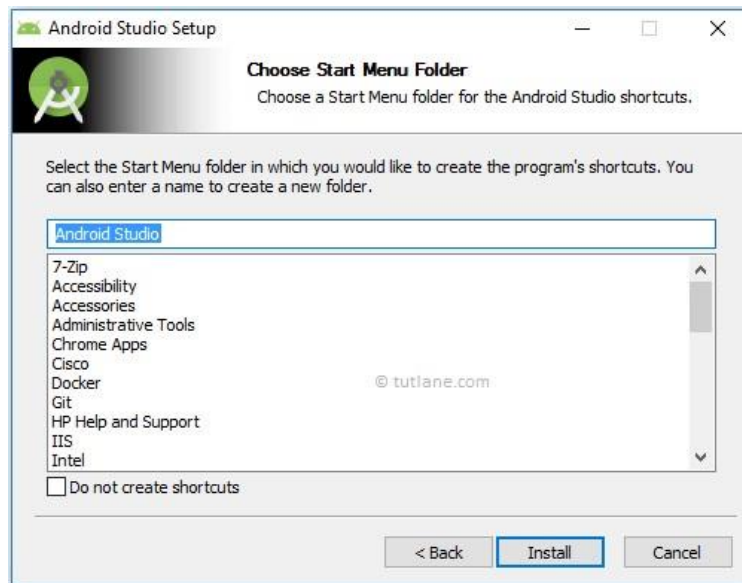 Android Studio Setup
Choose Start Menu Folder
Choose a Start Menu folder for the Android Studio shortcuts.
Select the Start Menu folder in which you would like to create the program's shortcuts. You
can also enter a name to create a new folder.
Android Studio
7-Zip
Accessibility
Accessories
Administrative Tools
Chrome Apps
Cisco
Docker
© tutlane.com
Git
HP Help and Support
IIS
Intel
Do not create shortcuts
< Back
Install
Cancel